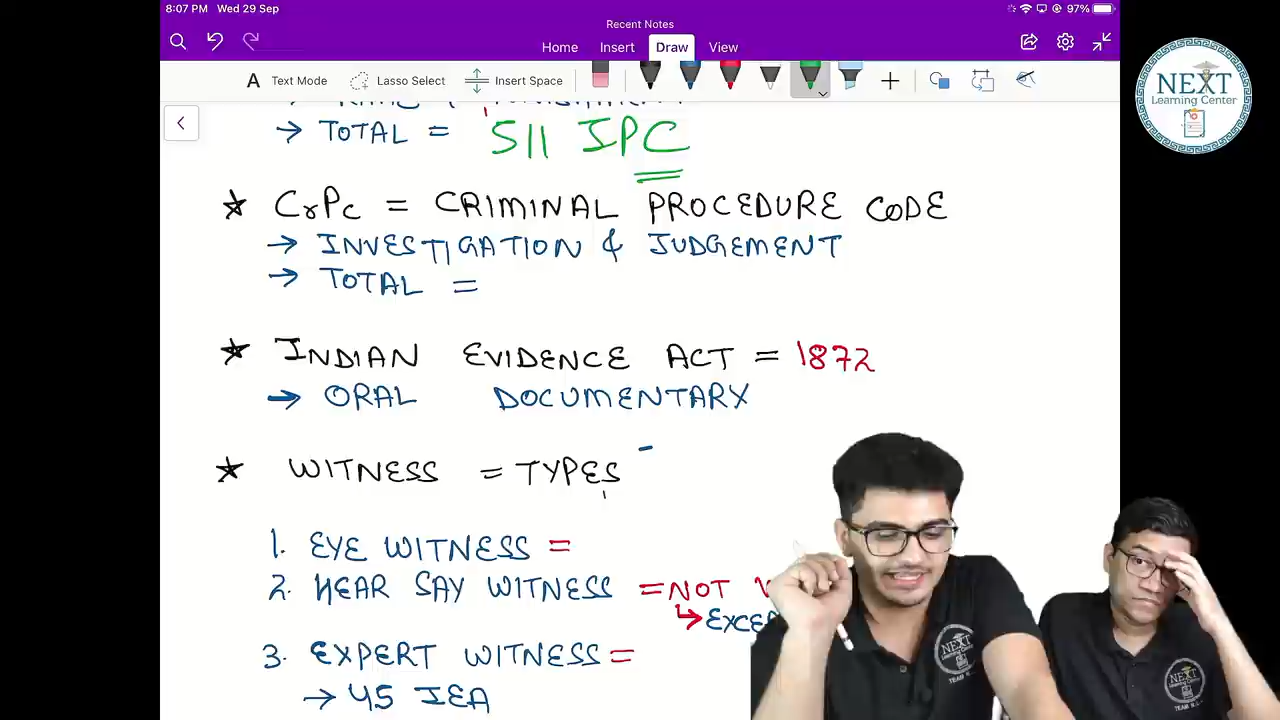 8:07 PM Wed 29 Sep
97%
Recent Notes
Home Insert Draw View
Text Mode Lasso Select Insert Space
→ TOTAL = 511 IPC
★ CrPc = CRIMINAL PROCEDURE CODE
→ INVESTIGATION & JUDGEMENT
→ TOTAL =
★ INDIAN EVIDENCE ACT = 1872
→ ORAL DOCUMENTARY
★ WITNESS = TYPES
1. EYE WITNESS =
2. HEAR SAY WITNESS = NOT
3. EXPERT WITNESS =
→ 45 IEA
NEXT
Learning Center
NEXT
NEXT